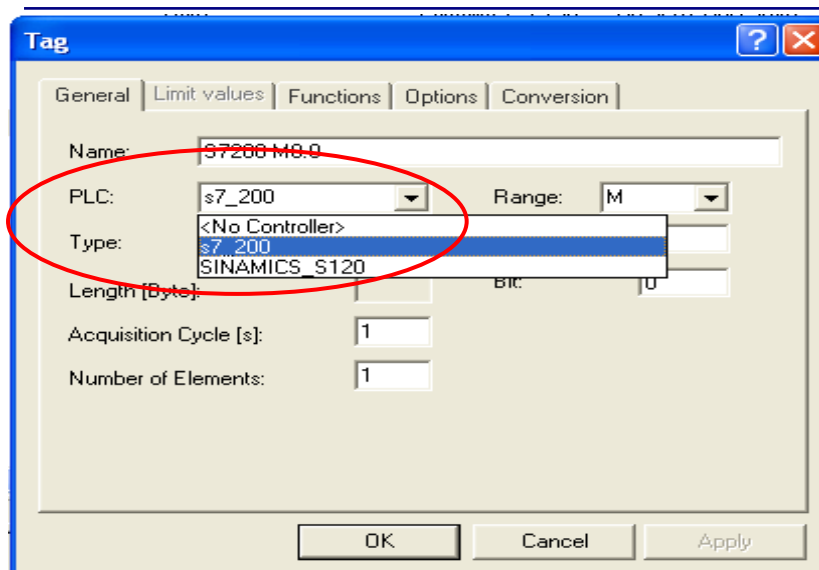 Tag
General Limit values Functions Options Conversion
Name: S7200 M0.0
PLC: s7_200 Range: M
<No Controller>
Type: s7_200
SINAMICS_S120
Length [Byte]: Bit: 0
Acquisition Cycle [s]: 1
Number of Elements: 1
OK Cancel Apply